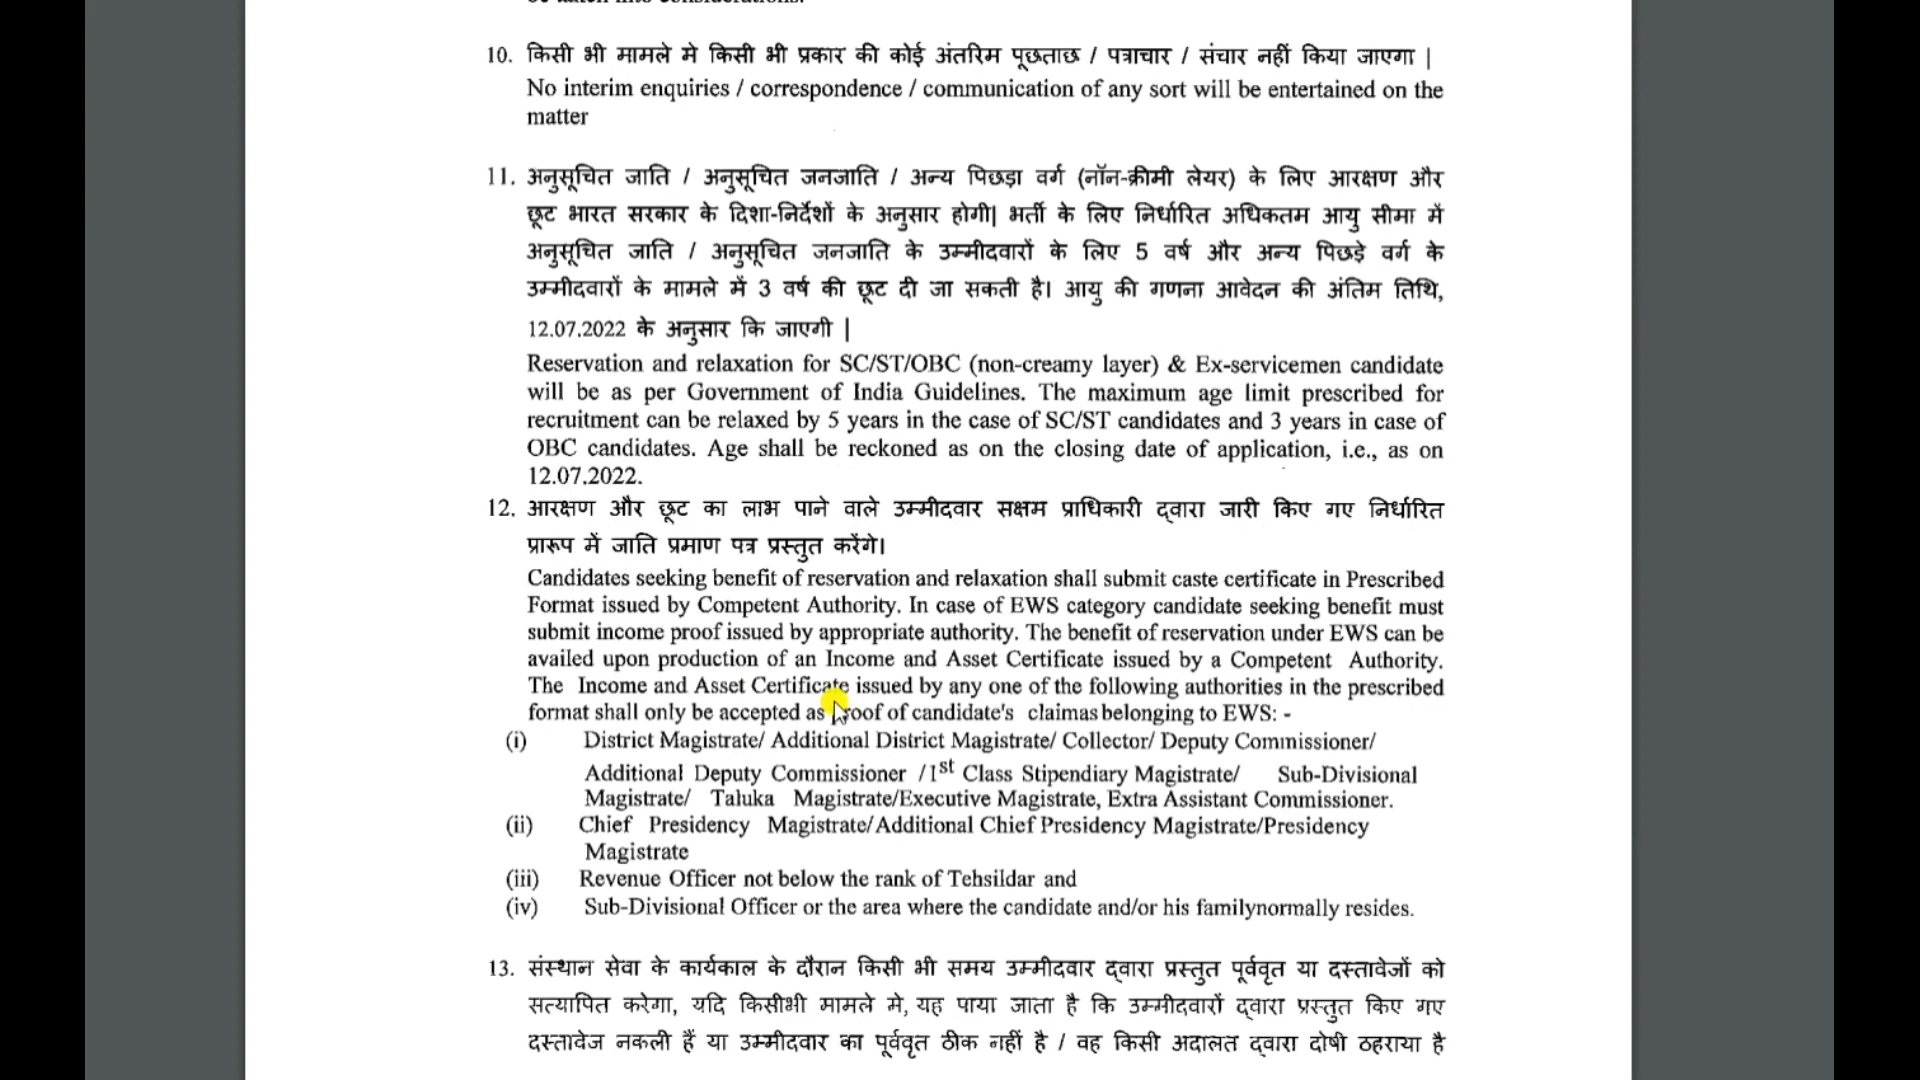 10. किसी भी मामले मे किसी भी प्रकार की कोई अंतरिम पूछताछ / पत्राचार / संचार नहीं किया जाएगा |
No interim enquiries / correspondence / communication of any sort will be entertained on the
matter
11. अनुसूचित जाति / अनुसूचित जनजाति / अन्य पिछड़ा वर्ग (नॉन-क्रीमी लेयर) के लिए आरक्षण और
छूट भारत सरकार के दिशा-निर्देशों के अनुसार होगी| भर्ती के लिए निर्धारित अधिकतम आयु सीमा में
अनुसूचित जाति / अनुसूचित जनजाति के उम्मीदवारों के लिए 5 वर्ष और अन्य पिछड़े वर्ग के
उम्मीदवारों के मामले में 3 वर्ष की छूट दी जा सकती है। आयु की गणना आवेदन की अंतिम तिथि,
12.07.2022 के अनुसार कि जाएगी |
Reservation and relaxation for SC/ST/OBC (non-creamy layer) & Ex-servicemen candidate
will be as per Government of India Guidelines. The maximum age limit prescribed for
recruitment can be relaxed by 5 years in the case of SC/ST candidates and 3 years in case of
OBC candidates. Age shall be reckoned as on the closing date of application, i.e., as on
12.07.2022.
12. आरक्षण और छूट का लाभ पाने वाले उम्मीदवार सक्षम प्राधिकारी द्वारा जारी किए गए निर्धारित
प्रारूप में जाति प्रमाण पत्र प्रस्तुत करेंगे।
Candidates seeking benefit of reservation and relaxation shall submit caste certificate in Prescribed
Format issued by Competent Authority. In case of EWS category candidate seeking benefit must
submit income proof issued by appropriate authority. The benefit of reservation under EWS can be
availed upon production of an Income and Asset Certificate issued by a Competent Authority.
The Income and Asset Certificate issued by any one of the following authorities in the prescribed
format shall only be accepted as proof of candidate's claimas belonging to EWS: -
(i) District Magistrate/ Additional District Magistrate/ Collector/ Deputy Commissioner/
Additional Deputy Commissioner /1st Class Stipendiary Magistrate/ Sub-Divisional
Magistrate/ Taluka Magistrate/Executive Magistrate, Extra Assistant Commissioner.
(ii) Chief Presidency Magistrate/Additional Chief Presidency Magistrate/Presidency
Magistrate
(iii) Revenue Officer not below the rank of Tehsildar and
(iv) Sub-Divisional Officer or the area where the candidate and/or his familynormally resides.
13. संस्थान सेवा के कार्यकाल के दौरान किसी भी समय उम्मीदवार द्वारा प्रस्तुत पूर्ववृत या दस्तावेजों को
सत्यापित करेगा, यदि किसीभी मामले मे, यह पाया जाता है कि उम्मीदवारों द्वारा प्रस्तुत किए गए
दस्तावेज नकली हैं या उम्मीदवार का पूर्ववृत ठीक नहीं है / वह किसी अदालत द्वारा दोषी ठहराया है